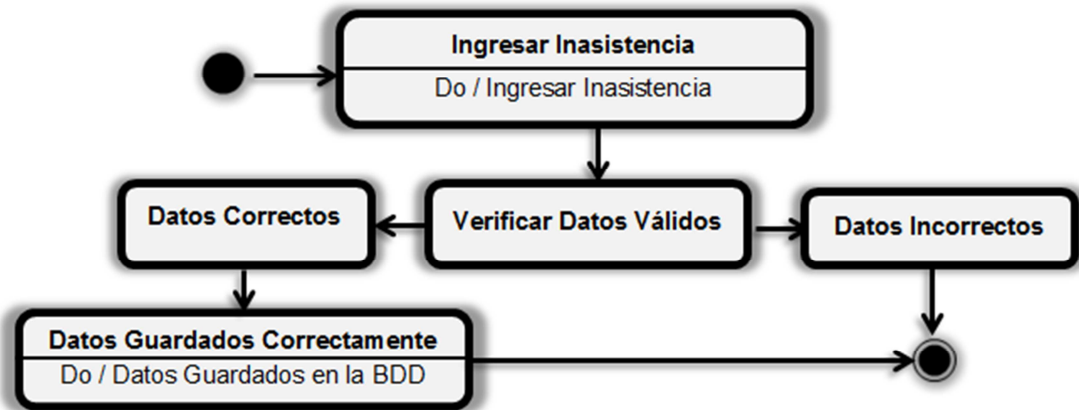 Ingresar Inasistencia
Do / Ingresar Inasistencia
Datos Correctos
Verificar Datos Válidos
Datos Incorrectos
Datos Guardados Correctamente
Do / Datos Guardados en la BDD